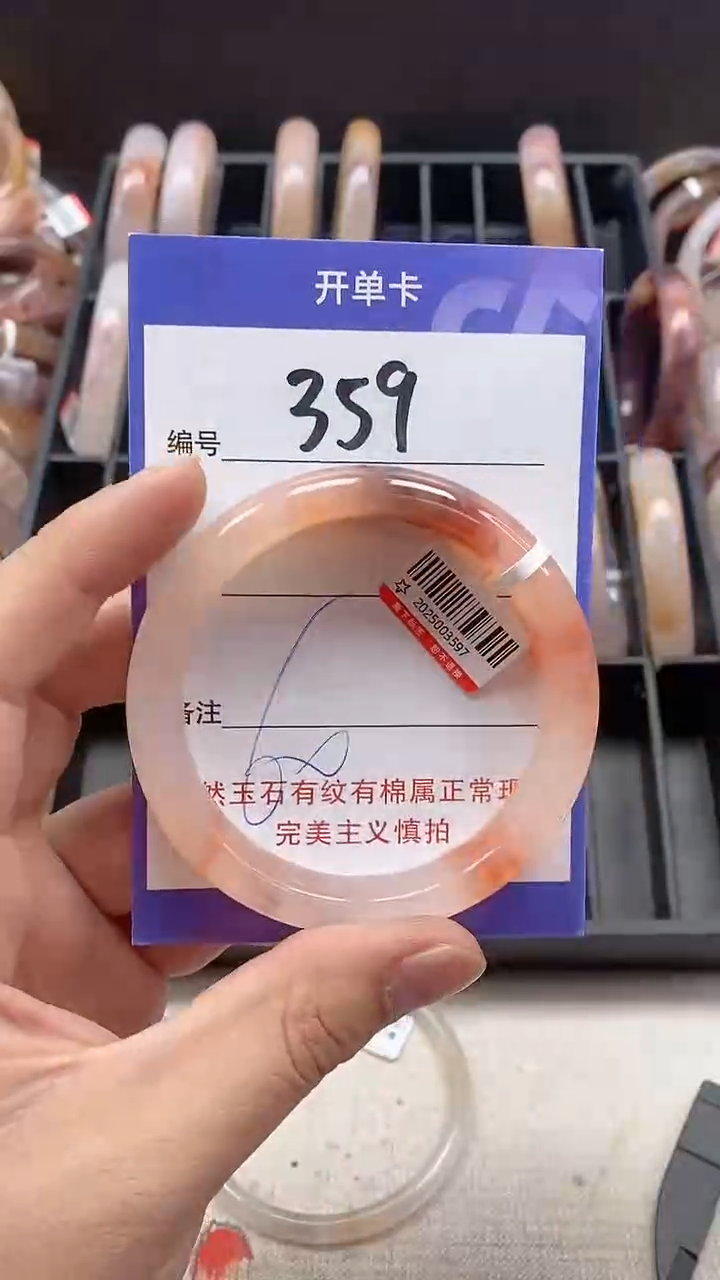 开单卡
编号 359
2025003597
备注
然玉石有纹有棉属正常现
完美主义慎拍